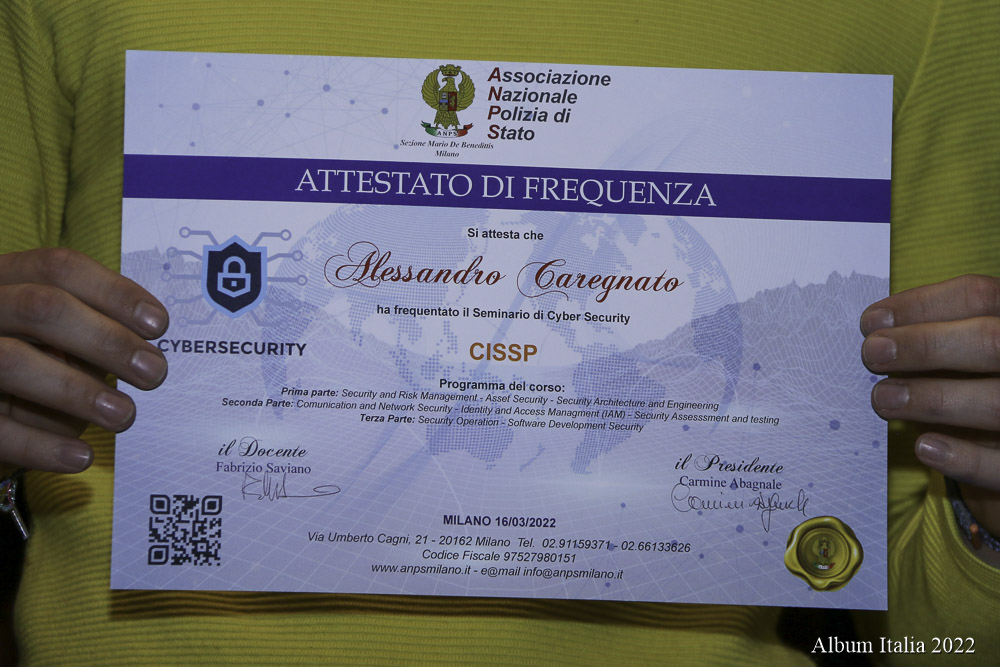 Associazione
Nazionale
Polizia di
Stato
ANPS
Sezione Mario De Benedittis
Milano
ATTESTATO DI FREQUENZA
Si attesta che
Alessandro Caregnato
ha frequentato il Seminario di Cyber Security
CYBERSECURITY
CISSP
Programma del corso:
Prima parte: Security and Risk Management - Asset Security - Security Architecture and Engineering
Seconda Parte: Comunication and Network Security - Identity and Access Managment (IAM) - Security Assesssment and testing
Terza Parte: Security Operation - Software Development Security
il Docente
Fabrizio Saviano
il Presidente
Carmine Abagnale
MILANO 16/03/2022
Via Umberto Cagni, 21 - 20162 Milano Tel. 02.91159371 - 02.66133626
Codice Fiscale 97527980151
www.anpsmilano.it - e@mail info@anpsmilano.it
Album Italia 2022